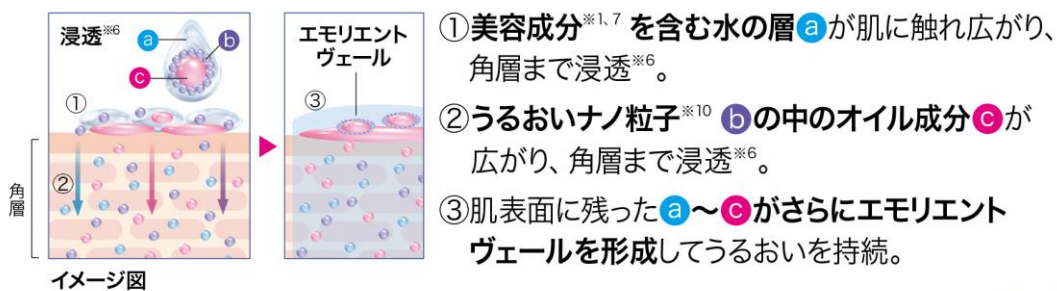 浸透※6
a
b
c
①
②
角層
イメージ図
エモリエント
ヴェール
③
①美容成分※1、7 を含む水の層aが肌に触れ広がり、
角層まで浸透※6。
②うるおいナノ粒子※10 bの中のオイル成分cが
広がり、角層まで浸透※6。
③肌表面に残ったa〜cがさらにエモリエント
ヴェールを形成してうるおいを持続。